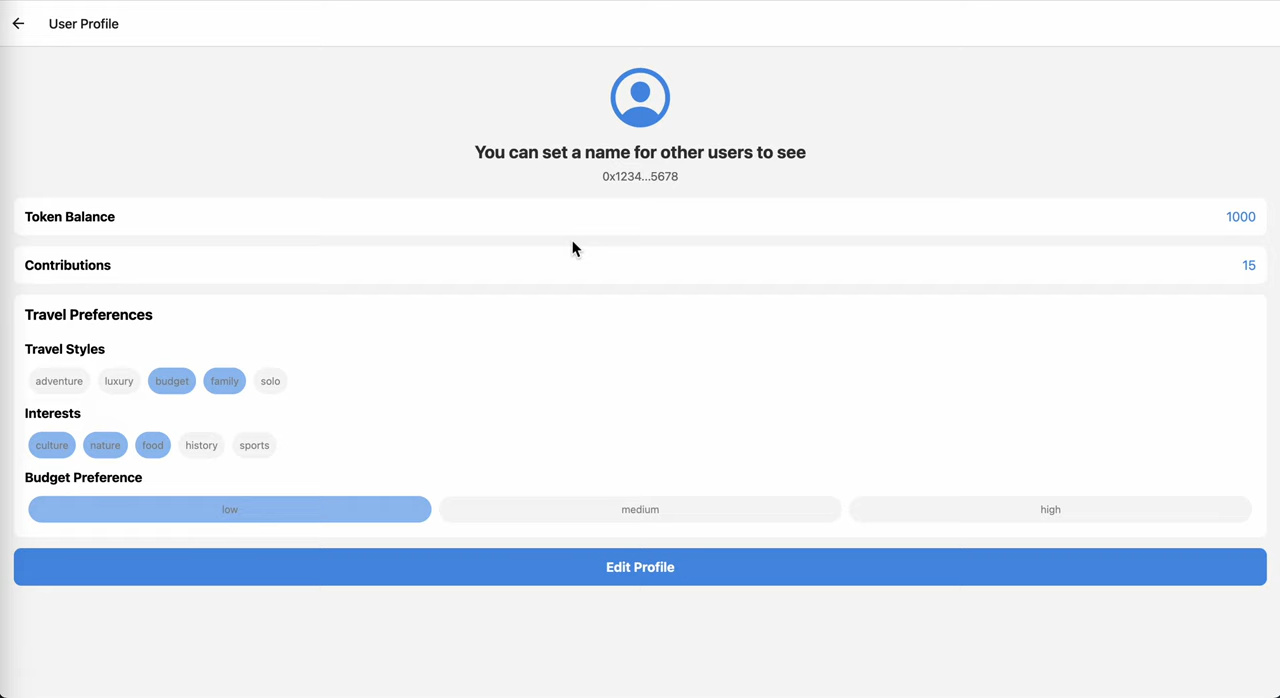 User Profile
You can set a name for other users to see
0x1234...5678
Token Balance 1000
Contributions 15
Travel Preferences
Travel Styles
adventure luxury budget family solo
Interests
culture nature food history sports
Budget Preference
low medium high
Edit Profile